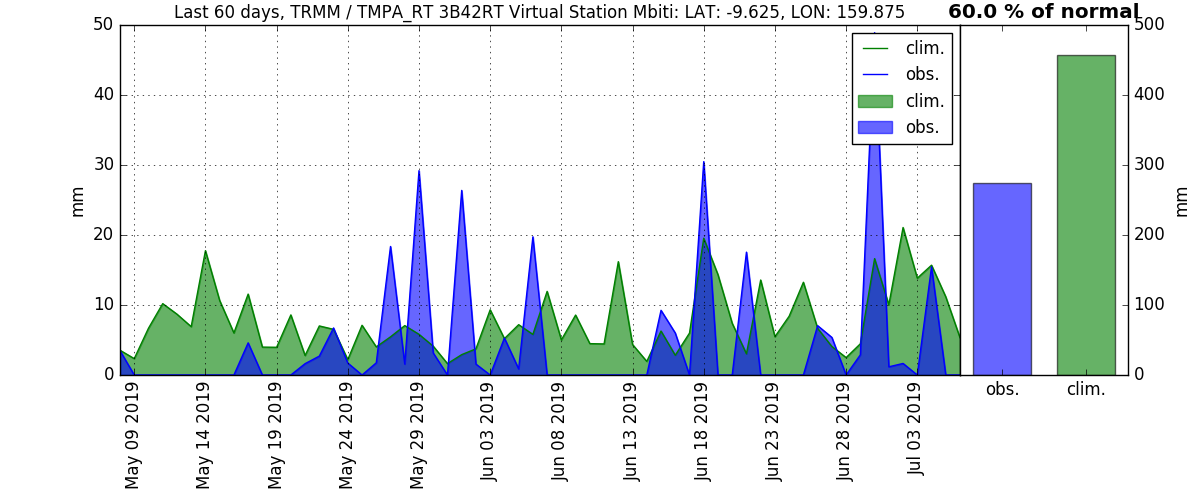 Last 60 days, TRMM / TMPA_RT 3B42RT Virtual Station Mbiti: LAT: -9.625, LON: 159.875
60.0 % of normal
50
40
30
20
10
0
mm
clim.
obs.
clim.
obs.
500
400
300
200
100
0
mm
obs.
clim.
May 09 2019
May 14 2019
May 19 2019
May 24 2019
May 29 2019
Jun 03 2019
Jun 08 2019
Jun 13 2019
Jun 18 2019
Jun 23 2019
Jun 28 2019
Jul 03 2019